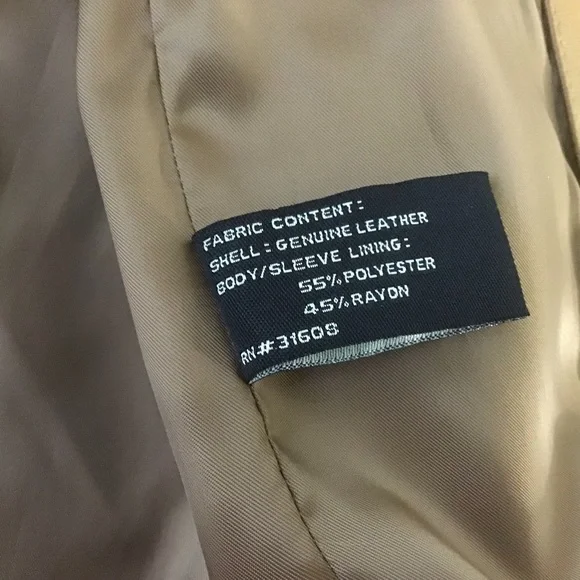 FABRIC CONTENT:
SHELL: GENUINE LEATHER
BODY/SLEEVE LINING:
55% POLYESTER
45% RAYON
RN#31608